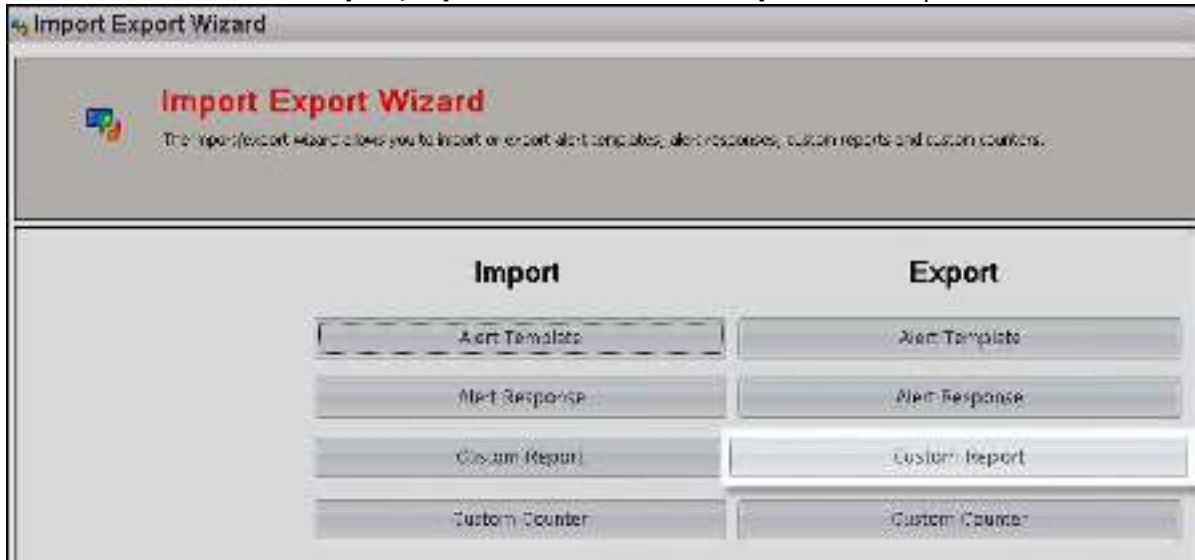 Import Export Wizard
Import Export Wizard
The import/export wizard allows you to import or export alert templates, alert responses, custom reports and custom counters.
Import Export
Alert Template Alert Template
Alert Response Alert Response
Custom Report Custom Report
Custom Counter Custom Counter